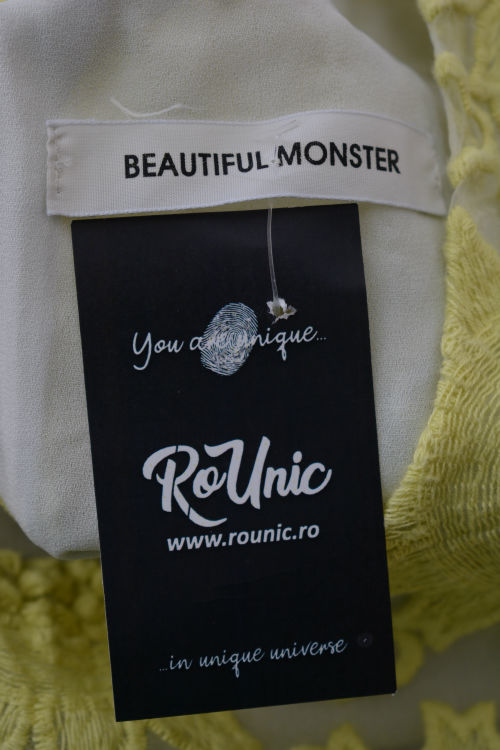 BEAUTIFUL MONSTER
You are unique...
RoUnic
www.rounic.ro
...in unique universe